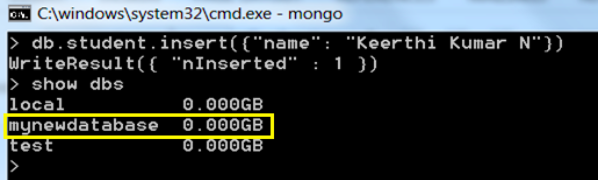 C:\windows\system32\cmd.exe - mongo
> db.student.insert({"name": "Keerthi Kumar N"})
WriteResult({ "nInserted" : 1 })
> show dbs
local 0.000GB
mynewdatabase 0.000GB
test 0.000GB
>